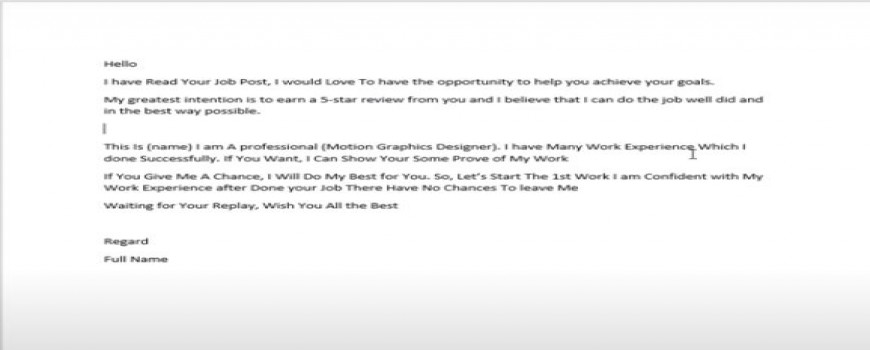 Hello
I have Read Your Job Post, I would Love To have the opportunity to help you achieve your goals.
My greatest intention is to earn a 5-star review from you and I believe that I can do the job well did and
in the best way possible.
This Is (name) I am A professional (Motion Graphics Designer). I have Many Work Experience Which I
done Successfully. If You Want, I Can Show Your Some Prove of My Work
If You Give Me A Chance, I Will Do My Best for You. So, Let's Start The 1st Work I am Confident with My
Work Experience after Done your Job There Have No Chances To leave Me
Waiting for Your Replay, Wish You All the Best
Regard
Full Name